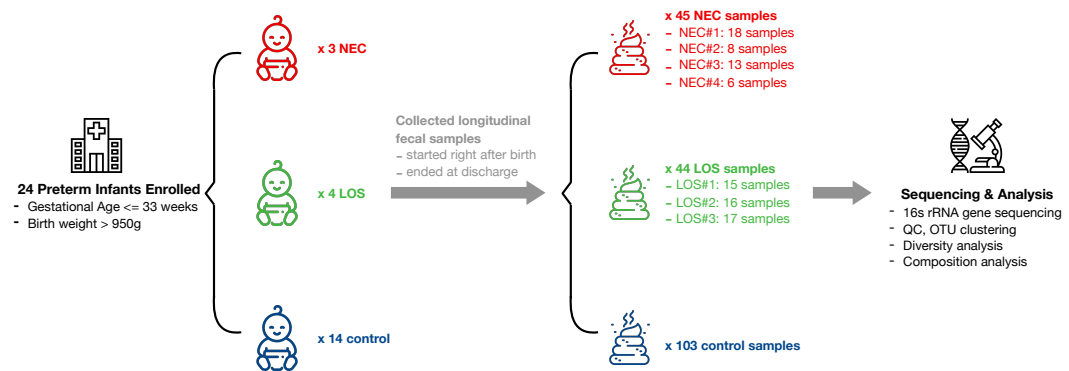 24 Preterm Infants Enrolled
- Gestational Age <= 33 weeks
- Birth weight > 950g
x 3 NEC
x 4 LOS
x 14 control
Collected longitudinal
fecal samples
– started right after birth
– ended at discharge
x 45 NEC samples
– NEC#1: 18 samples
– NEC#2: 8 samples
– NEC#3: 13 samples
– NEC#4: 6 samples
x 44 LOS samples
– LOS#1: 15 samples
– LOS#2: 16 samples
– LOS#3: 17 samples
x 103 control samples
Sequencing & Analysis
- 16s rRNA gene sequencing
- QC, OTU clustering
- Diversity analysis
- Composition analysis